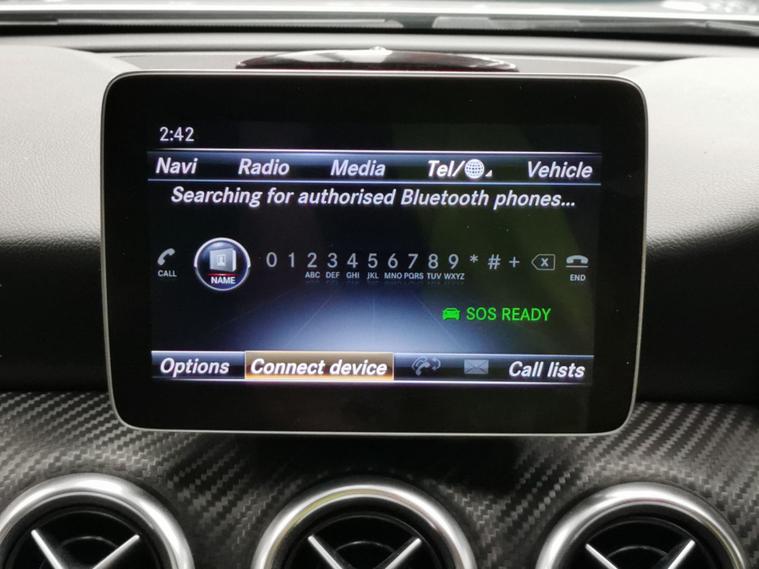 2:42
Navi Radio Media Tel/ Vehicle
Searching for authorised Bluetooth phones...
CALL NAME 0 1 2 ABC 3 DEF 4 GHI 5 JKL 6 MNO 7 PQRS 8 TUV 9 WXYZ * # + X END
SOS READY
Options Connect device Call lists